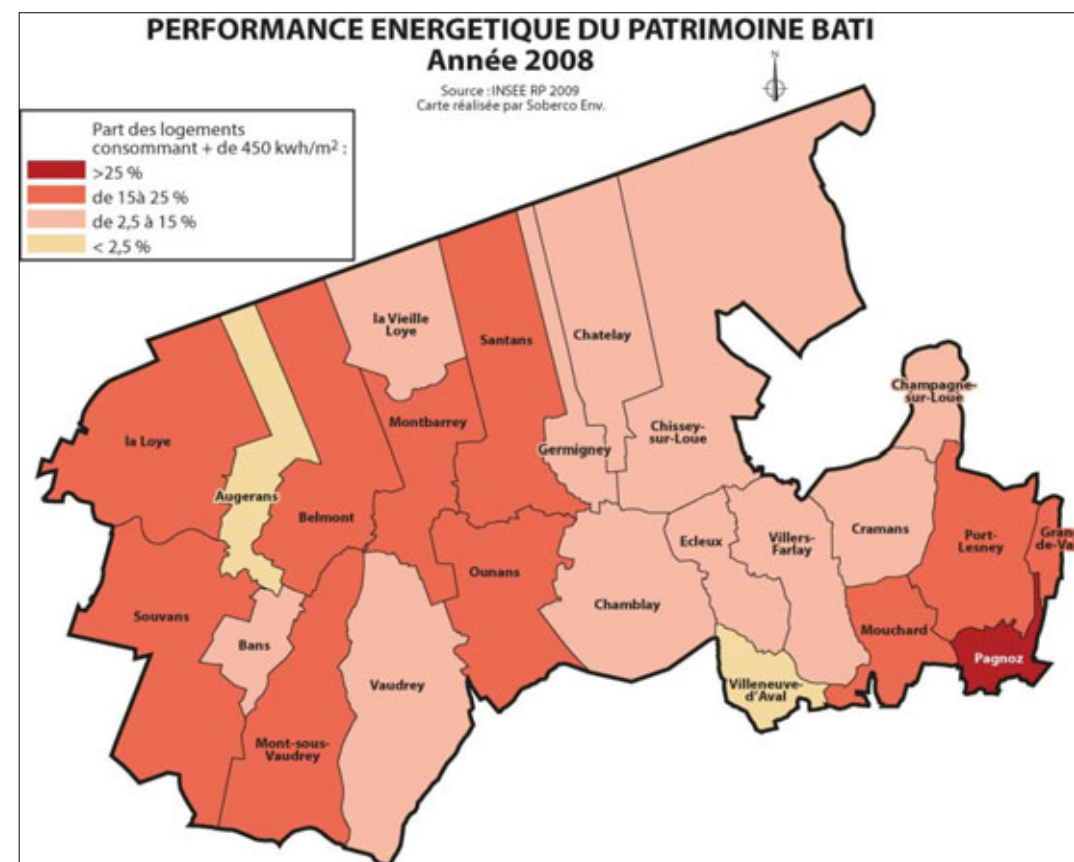 PERFORMANCE ENERGETIQUE DU PATRIMOINE BATI
Année 2008
Source : INSEE RP 2009
Carte réalisée par Soberco Env.
N
Part des logements
consommant + de 450 kwh/m² :
>25 %
de 15à 25 %
de 2,5 à 15 %
< 2,5 %
la Vieille
Loye
Santans
Chatelay
Champagne-
sur-Loue
la Loye
Montbarrey
Germigney
Chissey-
sur-Loue
Augerans
Belmont
Ecleux
Villers-
Farlay
Cramans
Port-
Lesney
Ounans
Souvans
Bans
Chamblay
Mouchard
Pagnoz
Vaudrey
Villeneuve-
d'Aval
Mont-sous-
Vaudrey